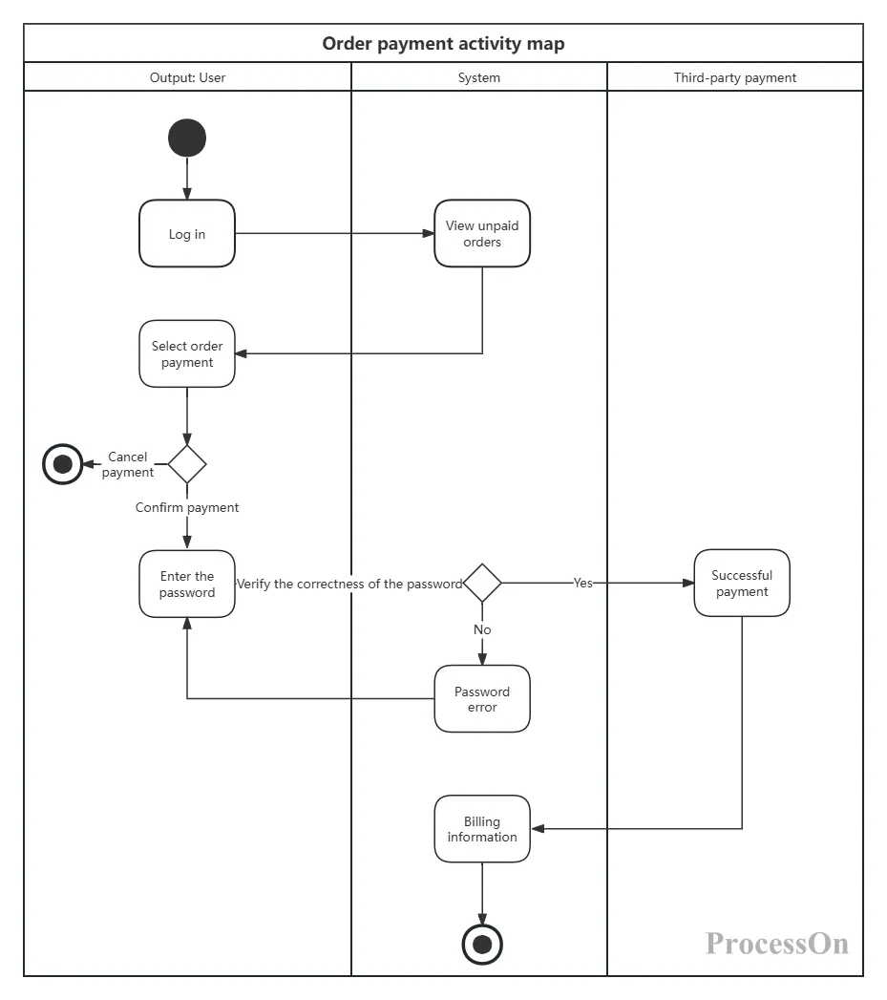 Order payment activity map
Output: User
System
Third-party payment
Log in
View unpaid
orders
Select order
payment
Cancel
payment
Confirm payment
Enter the
password
Verify the correctness of the password
Yes
Successful
payment
No
Password
error
Billing
information
ProcessOn